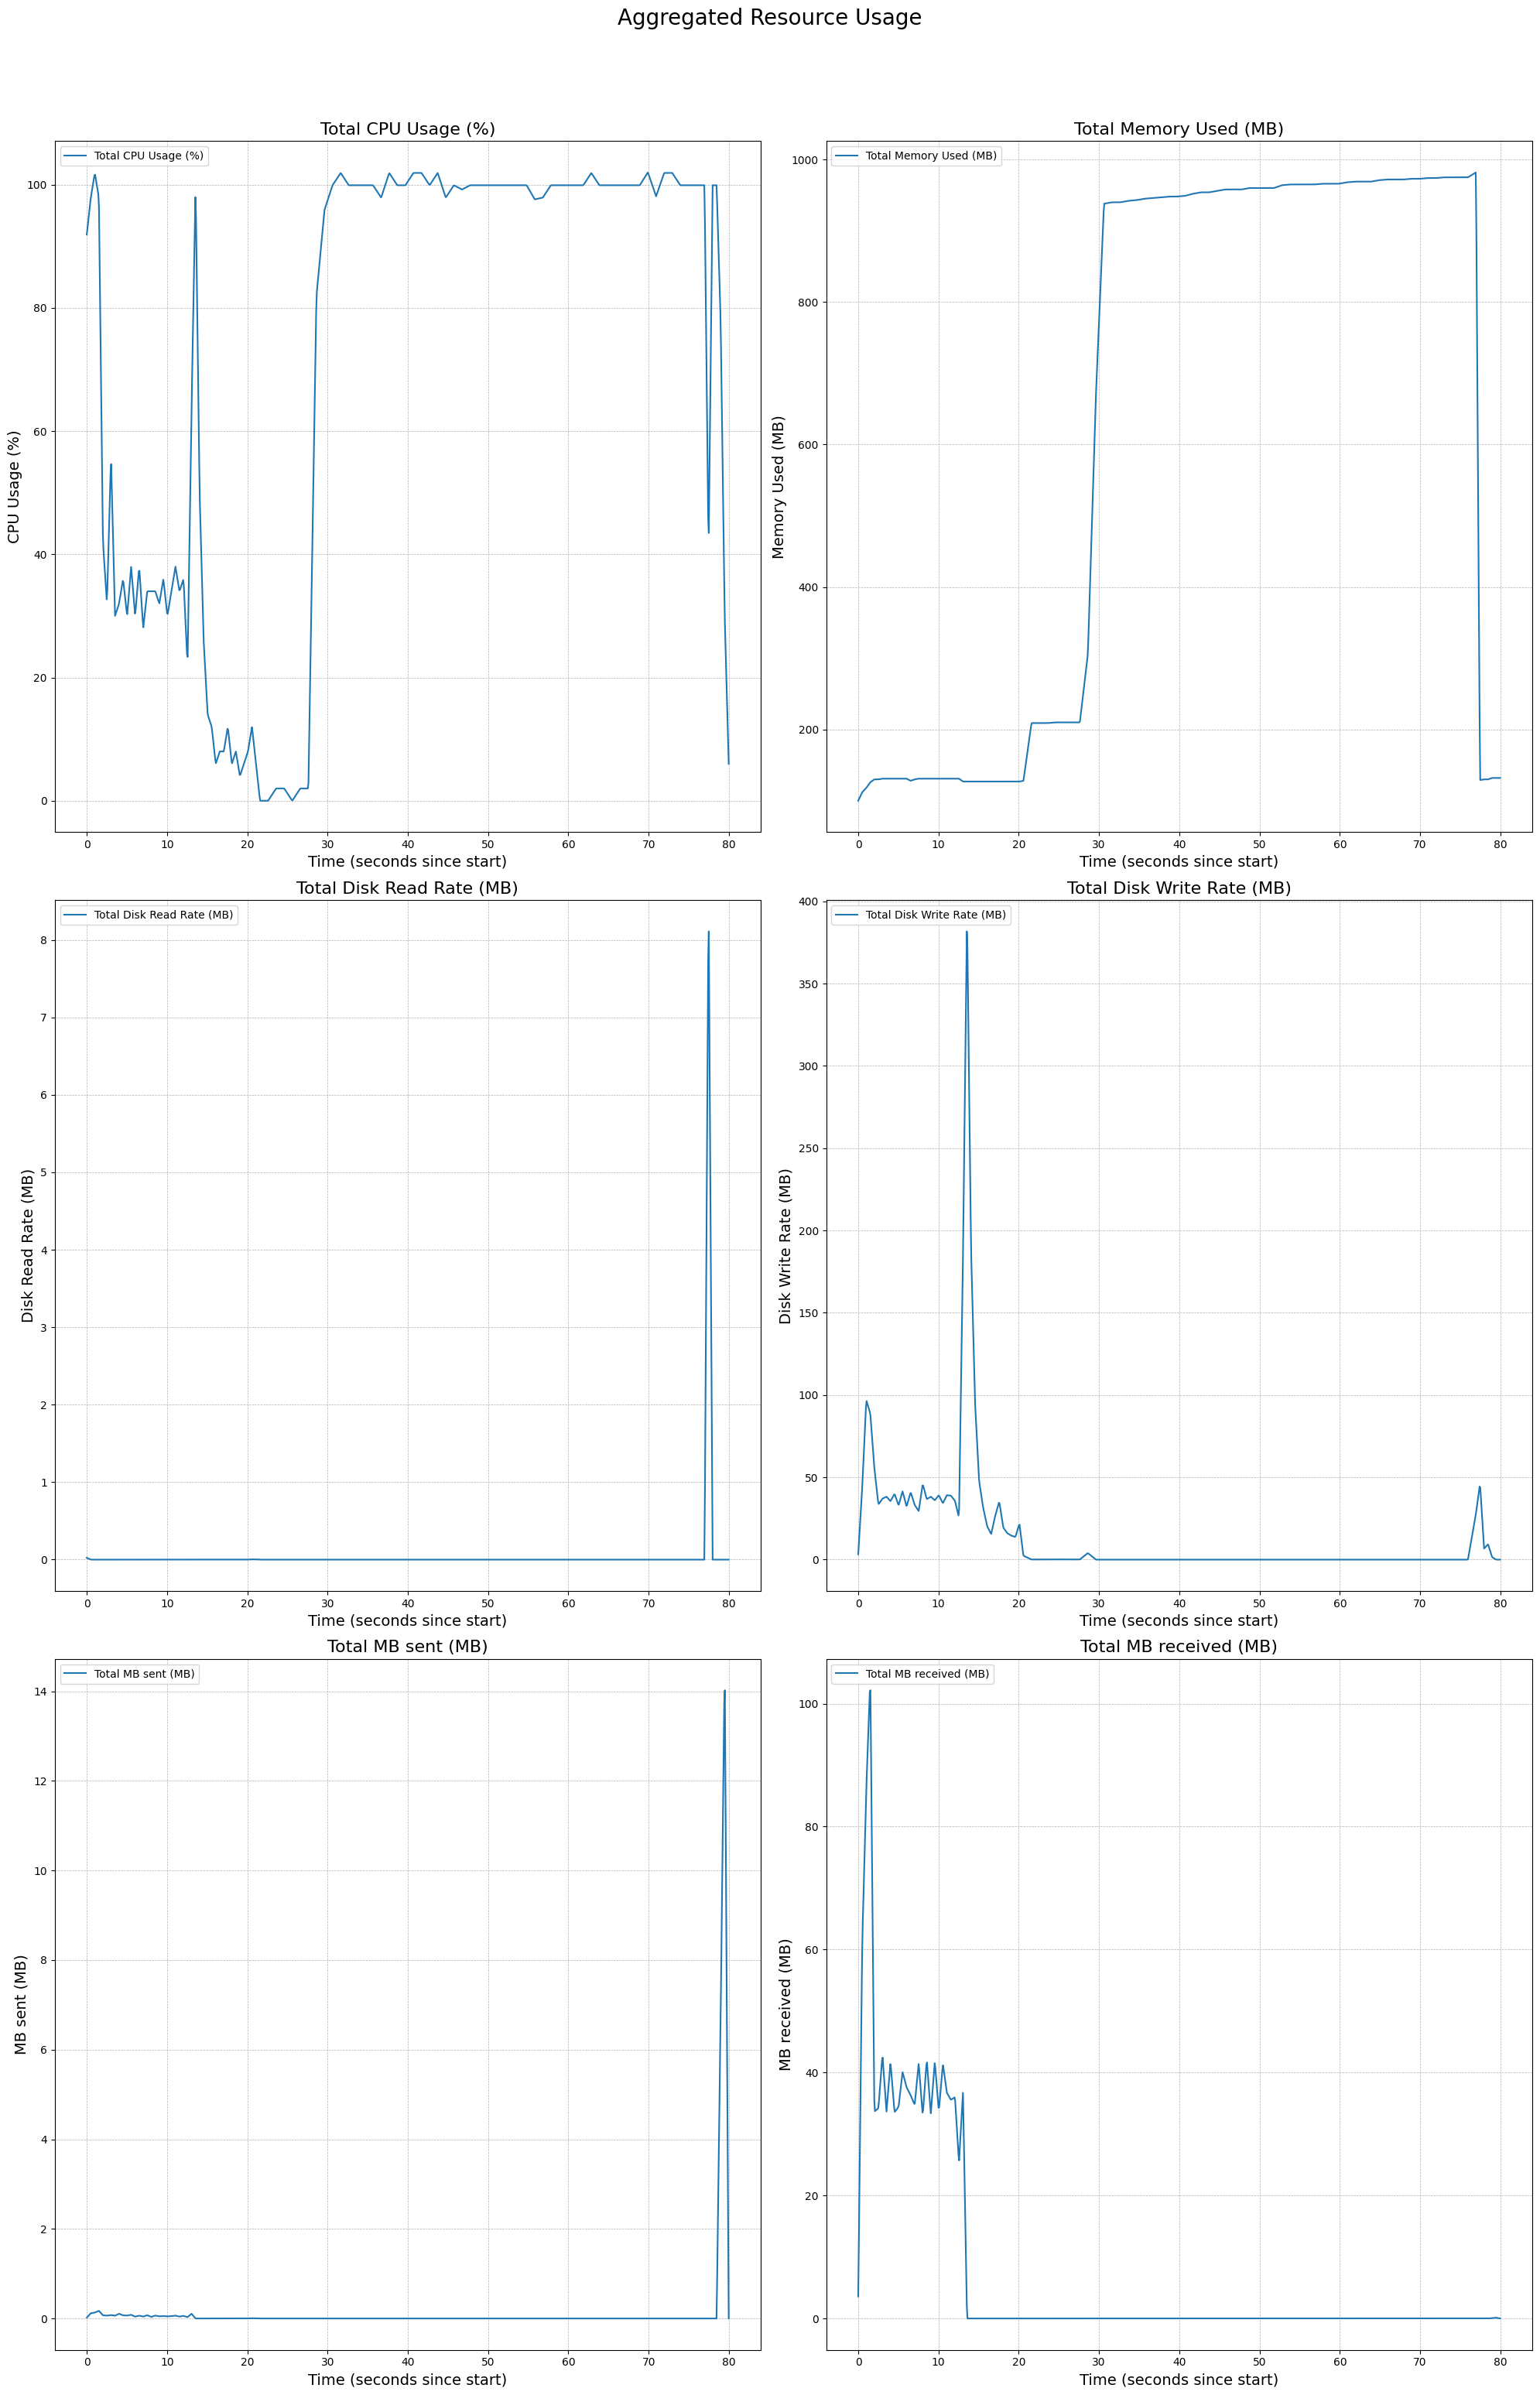 Aggregated Resource Usage
Total CPU Usage (%)
Total CPU Usage (%)
CPU Usage (%)
100
80
60
40
20
0
0 10 20 30 40 50 60 70 80
Time (seconds since start)
Total Memory Used (MB)
Total Memory Used (MB)
Memory Used (MB)
1000
800
600
400
200
0 10 20 30 40 50 60 70 80
Time (seconds since start)
Total Disk Read Rate (MB)
Total Disk Read Rate (MB)
Disk Read Rate (MB)
8
7
6
5
4
3
2
1
0
0 10 20 30 40 50 60 70 80
Time (seconds since start)
Total Disk Write Rate (MB)
Total Disk Write Rate (MB)
Disk Write Rate (MB)
400
350
300
250
200
150
100
50
0
0 10 20 30 40 50 60 70 80
Time (seconds since start)
Total MB sent (MB)
Total MB sent (MB)
MB sent (MB)
14
12
10
8
6
4
2
0
0 10 20 30 40 50 60 70 80
Time (seconds since start)
Total MB received (MB)
Total MB received (MB)
MB received (MB)
100
80
60
40
20
0
0 10 20 30 40 50 60 70 80
Time (seconds since start)